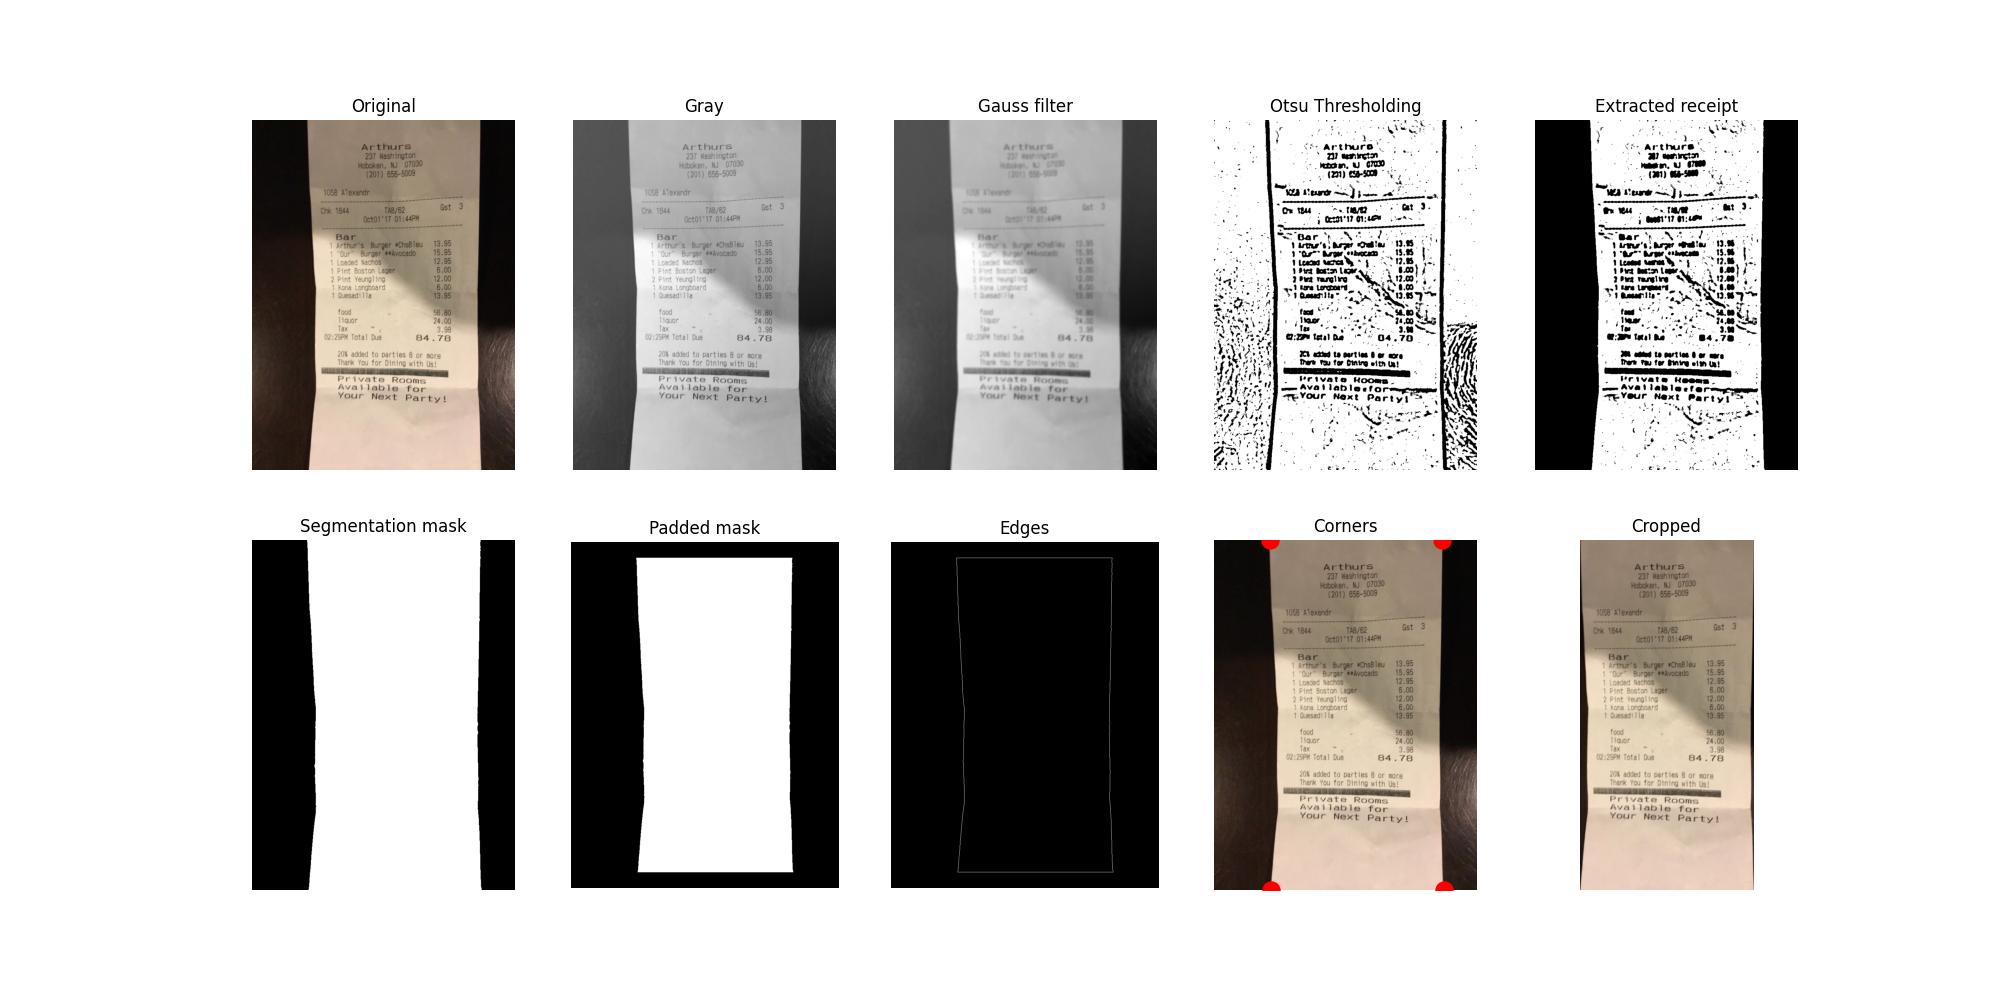 Original
Gray
Gauss filter
Otsu Thresholding
Extracted receipt
Arthurs
237 Washington
Hoboken, NJ 07030
(201) 656-5009
1058 Alexandr
Chk 1844 TAB/62 Gst 3
Oct01'17 01:44PM
Bar
1 Arthur's Burger *ChsBleu 13.95
1 "Our" Burger **Avocado 15.95
1 Loaded Nachos 12.95
1 Pint Boston Lager 6.00
2 Pint Yeungling 12.00
1 Kona Longboard 6.00
1 Quesadilla 13.95
food 56.80
liquor 24.00
Tax 3.98
02:25PM Total Due 84.78
20% added to parties 8 or more
Thank You for Dining with Us!
Private Rooms
Available for
Your Next Party!
Segmentation mask
Padded mask
Edges
Corners
Cropped